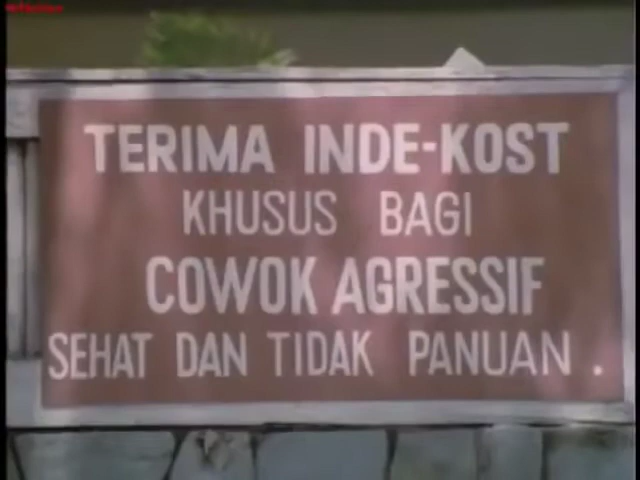 TERIMA INDE-KOST
KHUSUS BAGI
COWOK AGRESSIF
SEHAT DAN TIDAK PANUAN.